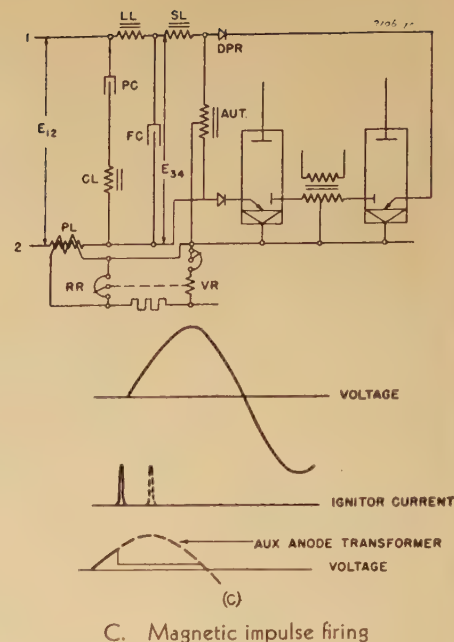 LL SL
1
DPR
PC
AUT.
E12
FC
E34
CL
PL
2
RR
VR
VOLTAGE
IGNITOR CURRENT
AUX ANODE TRANSFORMER
VOLTAGE
(C)
C. Magnetic impulse firing